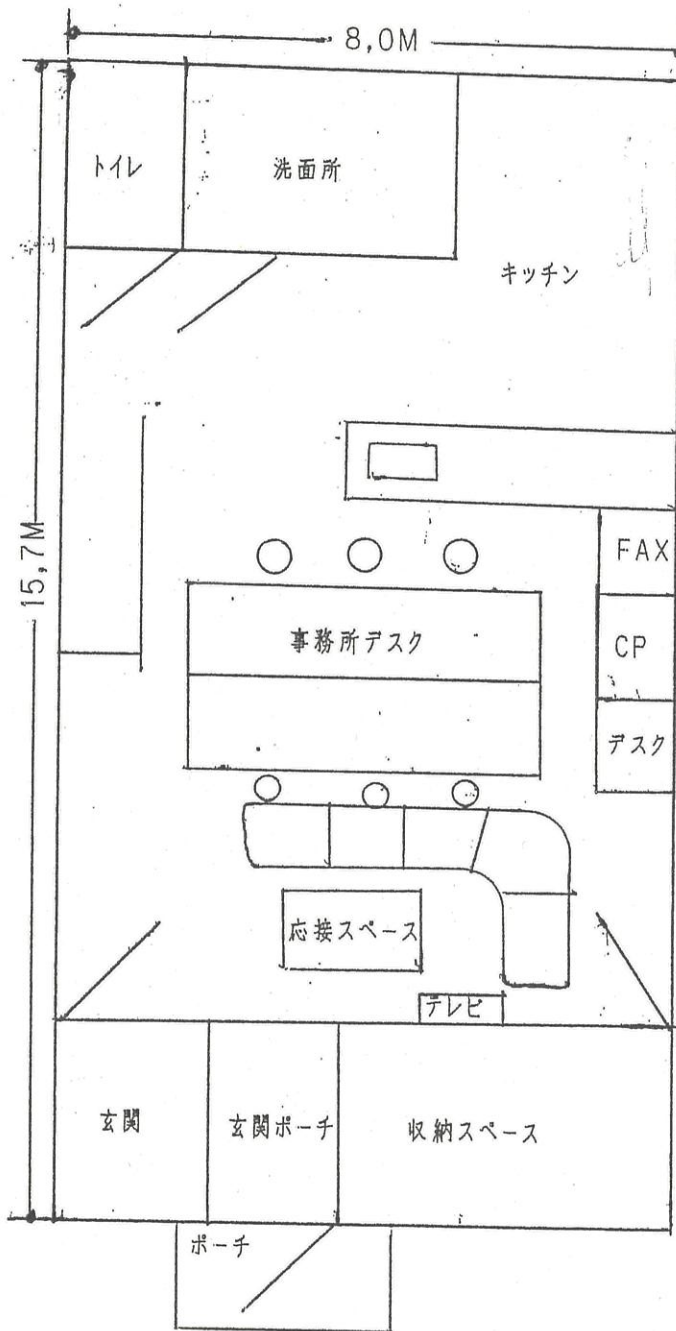 8,0M
トイレ
洗面所
キッチン
15,7M
FAX
事務所デスク
CP
デスク
応接スペース
テレビ
玄関
玄関ポーチ
収納スペース
ポーチ